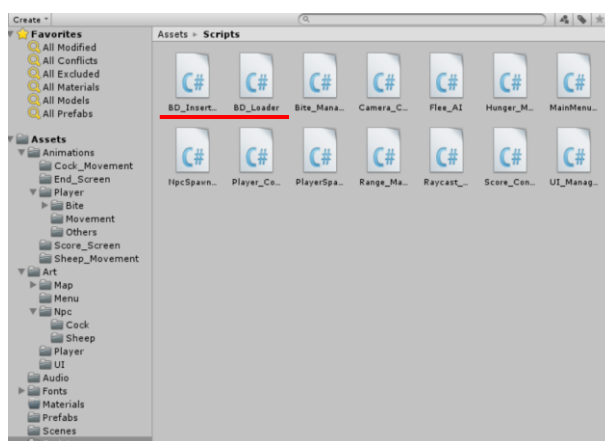 Create
Favorites
All Modified
All Conflicts
All Excluded
All Materials
All Models
All Prefabs
Assets
Animations
Cock_Movement
End_Screen
Player
Bite
Movement
Others
Score_Screen
Sheep_Movement
Art
Map
Menu
Npc
Cock
Sheep
Player
UI
Audio
Fonts
Materials
Prefabs
Scenes
Assets ▸ Scripts
C# C# C# C# C# C# C#
BD_Insert... BD_Loader Bite_Mana... Camera_C... Flee_AI Hunger_M... MainMenu...
C# C# C# C# C# C# C#
NpcSpawn... Player_Co... PlayerSpa... Range_Ma... Raycast_... Score_Con... UI_Manag...